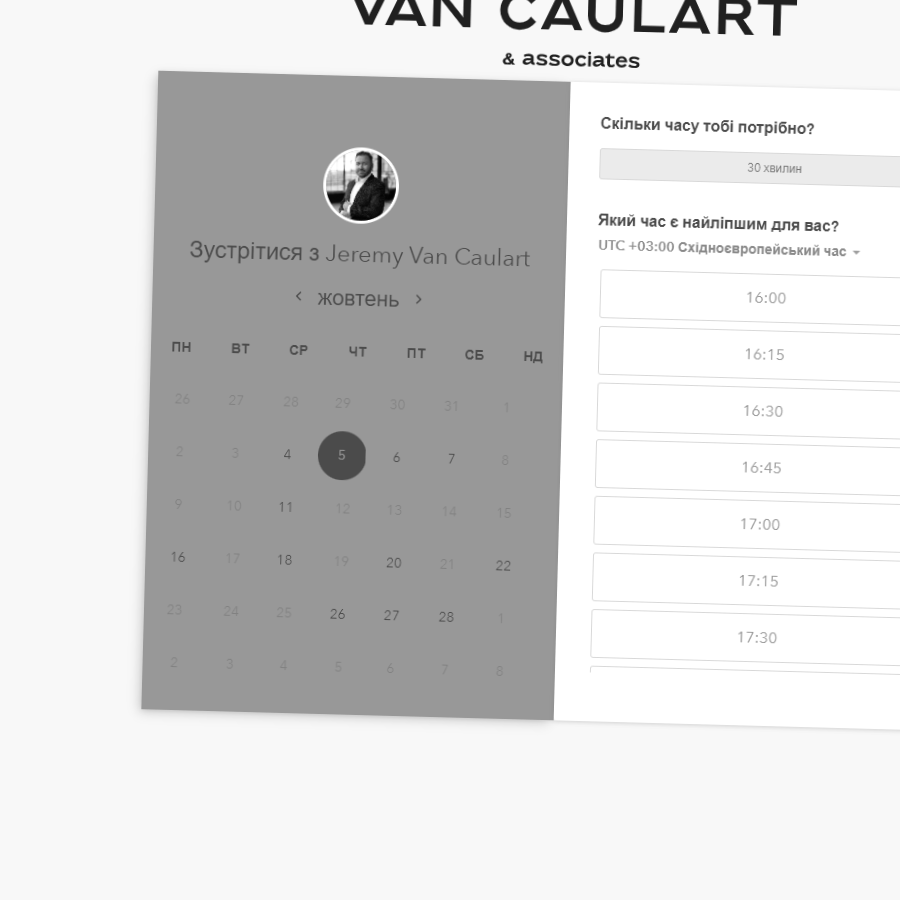 VAN CAULART
& associates
Зустрітися з Jeremy Van Caulart
жовтень
ПН ВТ СР ЧТ ПТ СБ НД
26 27 28 29 30 31 1
2 3 4 5 6 7 8
9 10 11 12 13 14 15
16 17 18 19 20 21 22
23 24 25 26 27 28 1
2 3 4 5 6 7 8
Скільки часу тобі потрібно?
30 хвилин
Який час є найліпшим для вас?
UTC +03:00 Східноєвропейський час
16:00
16:15
16:30
16:45
17:00
17:15
17:30